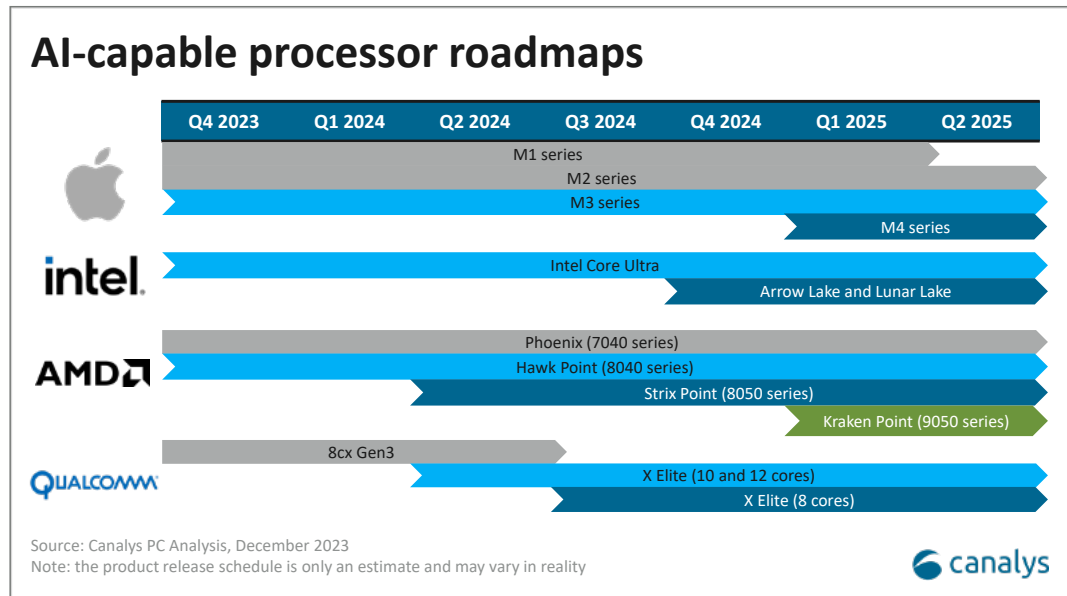 AI-capable processor roadmaps
Q4 2023 Q1 2024 Q2 2024 Q3 2024 Q4 2024 Q1 2025 Q2 2025
M1 series
M2 series
M3 series
M4 series
intel.
Intel Core Ultra
Arrow Lake and Lunar Lake
Phoenix (7040 series)
AMD
Hawk Point (8040 series)
Strix Point (8050 series)
Kraken Point (9050 series)
8cx Gen3
QUALCOMM®
X Elite (10 and 12 cores)
X Elite (8 cores)
Source: Canalys PC Analysis, December 2023
Note: the product release schedule is only an estimate and may vary in reality
canalys